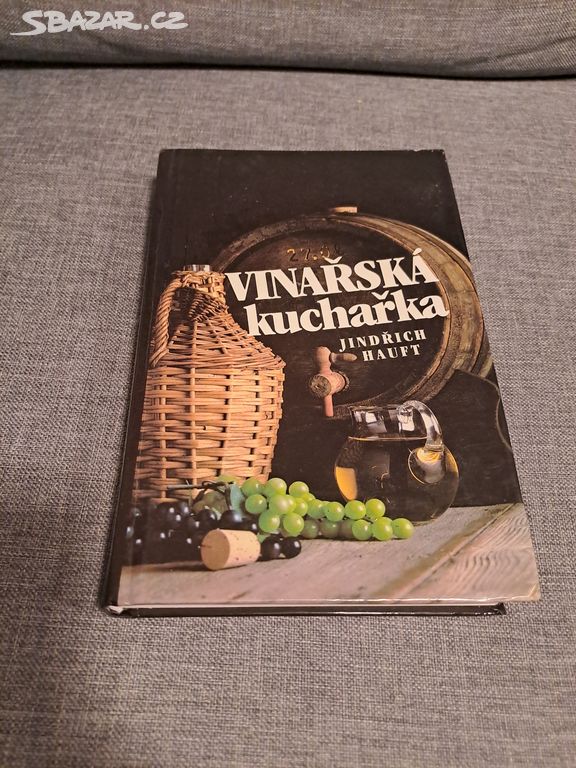 SBAZAR.CZ
VINAŘSKÁ
kuchařka
JINDŘICH
HAUFT